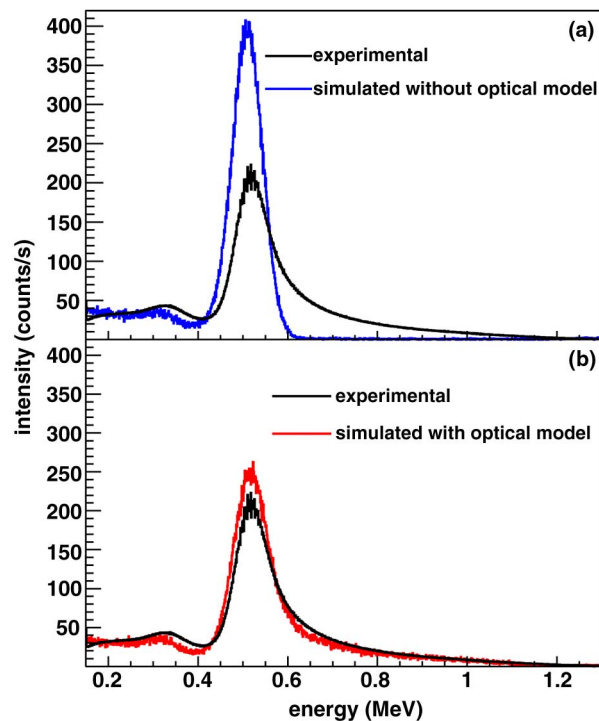 400
(a)
experimental
350
simulated without optical model
300
250
200
150
100
50
intensity (counts/s)
400
(b)
350
experimental
300
simulated with optical model
250
200
150
100
50
0.2 0.4 0.6 0.8 1 1.2
energy (MeV)